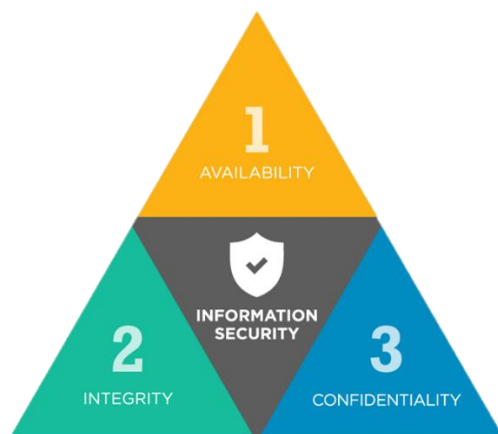 1
AVAILABILITY
INFORMATION
SECURITY
2
INTEGRITY
3
CONFIDENTIALITY